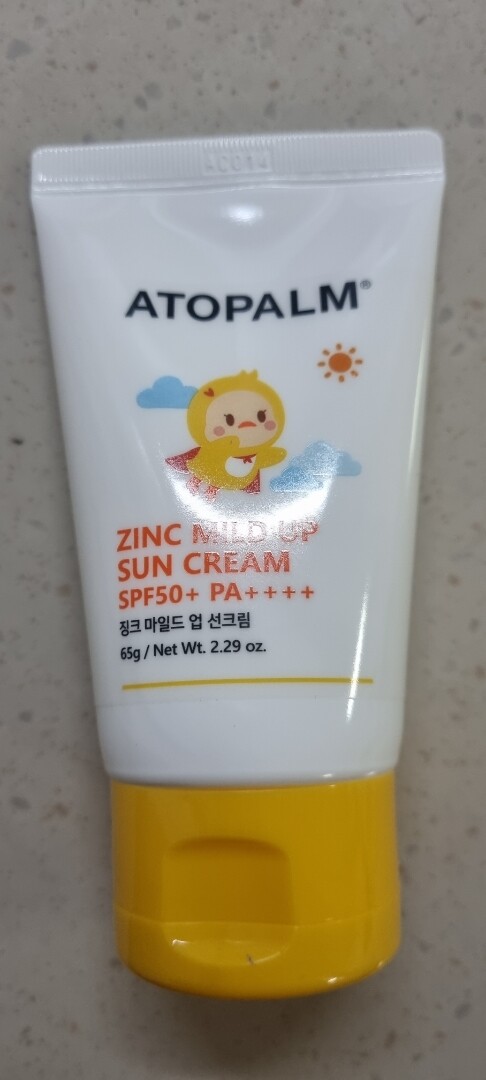 AC014
ATOPALM®
ZINC MILD UP
SUN CREAM
SPF50+ PA++++
징크 마일드 업 선크림
65g / Net Wt. 2.29 oz.